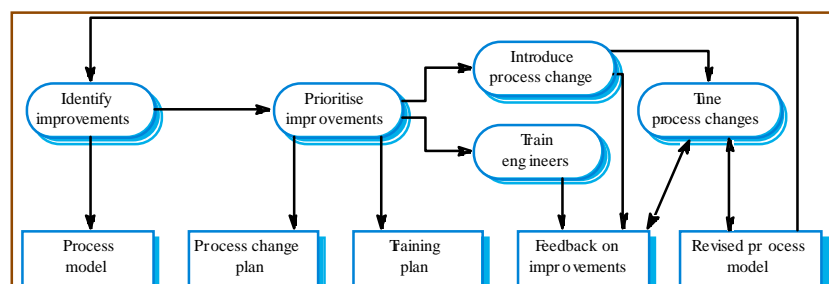 Introduce
process change
Identify
improvements
Prioritise
improvements
Tune
process changes
Train
engineers
Process
model
Process change
plan
Training
plan
Feedback on
improvements
Revised process
model